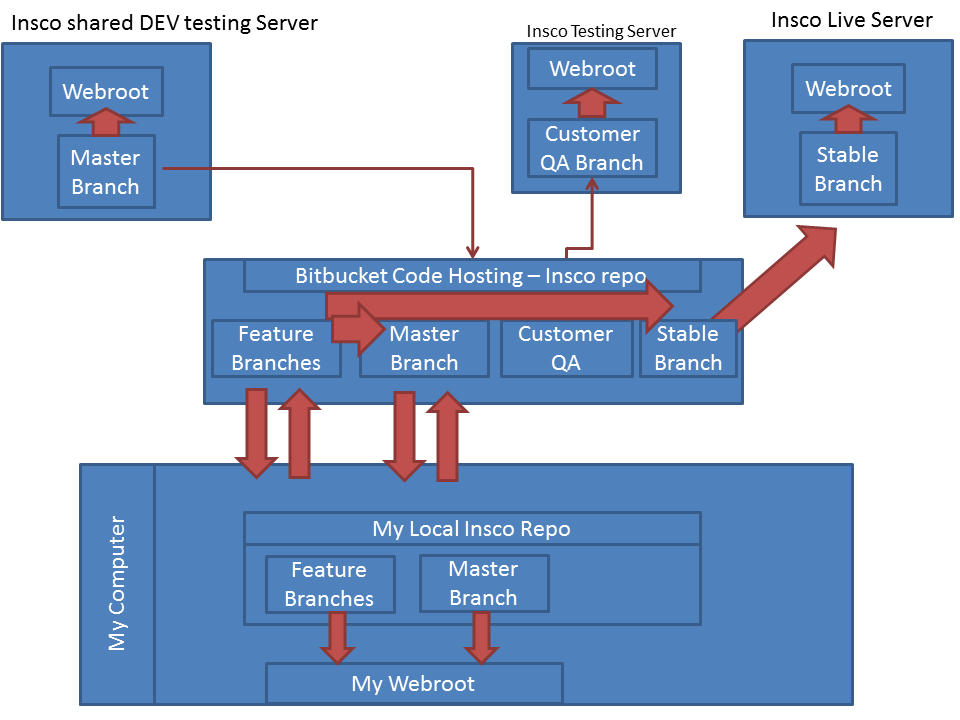 Insco shared DEV testing Server
Insco Testing Server
Insco Live Server
Webroot
Master
Branch
Webroot
Customer
QA Branch
Webroot
Stable
Branch
Bitbucket Code Hosting – Insco repo
Feature
Branches
Master
Branch
Customer
QA
Stable
Branch
My Computer
My Local Insco Repo
Feature
Branches
Master
Branch
My Webroot